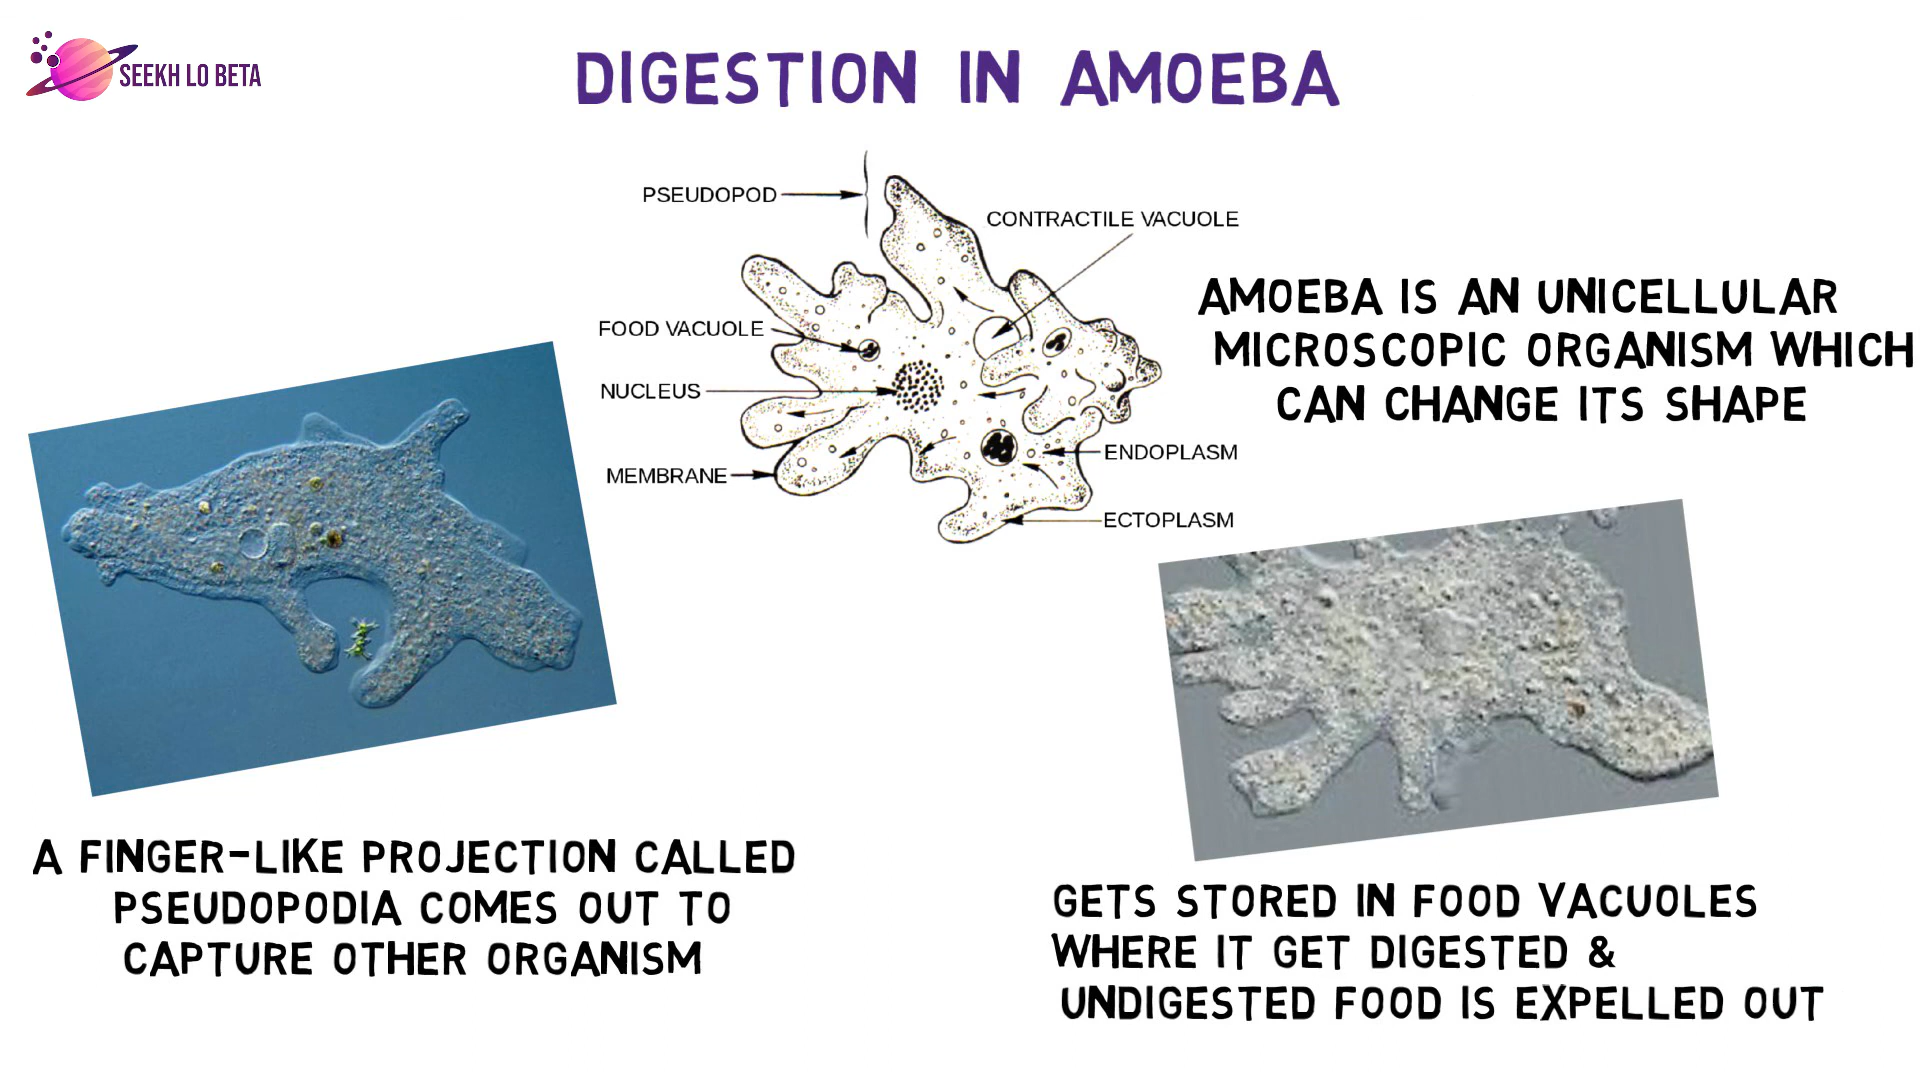 SEEKH LO BETA
DIGESTION IN AMOEBA
PSEUDOPOD
CONTRACTILE VACUOLE
FOOD VACUOLE
NUCLEUS
MEMBRANE
ENDOPLASM
ECTOPLASM
AMOEBA IS AN UNICELLULAR
MICROSCOPIC ORGANISM WHICH
CAN CHANGE ITS SHAPE
A FINGER-LIKE PROJECTION CALLED
PSEUDOPODIA COMES OUT TO
CAPTURE OTHER ORGANISM
GETS STORED IN FOOD VACUOLES
WHERE IT GET DIGESTED &
UNDIGESTED FOOD IS EXPELLED OUT